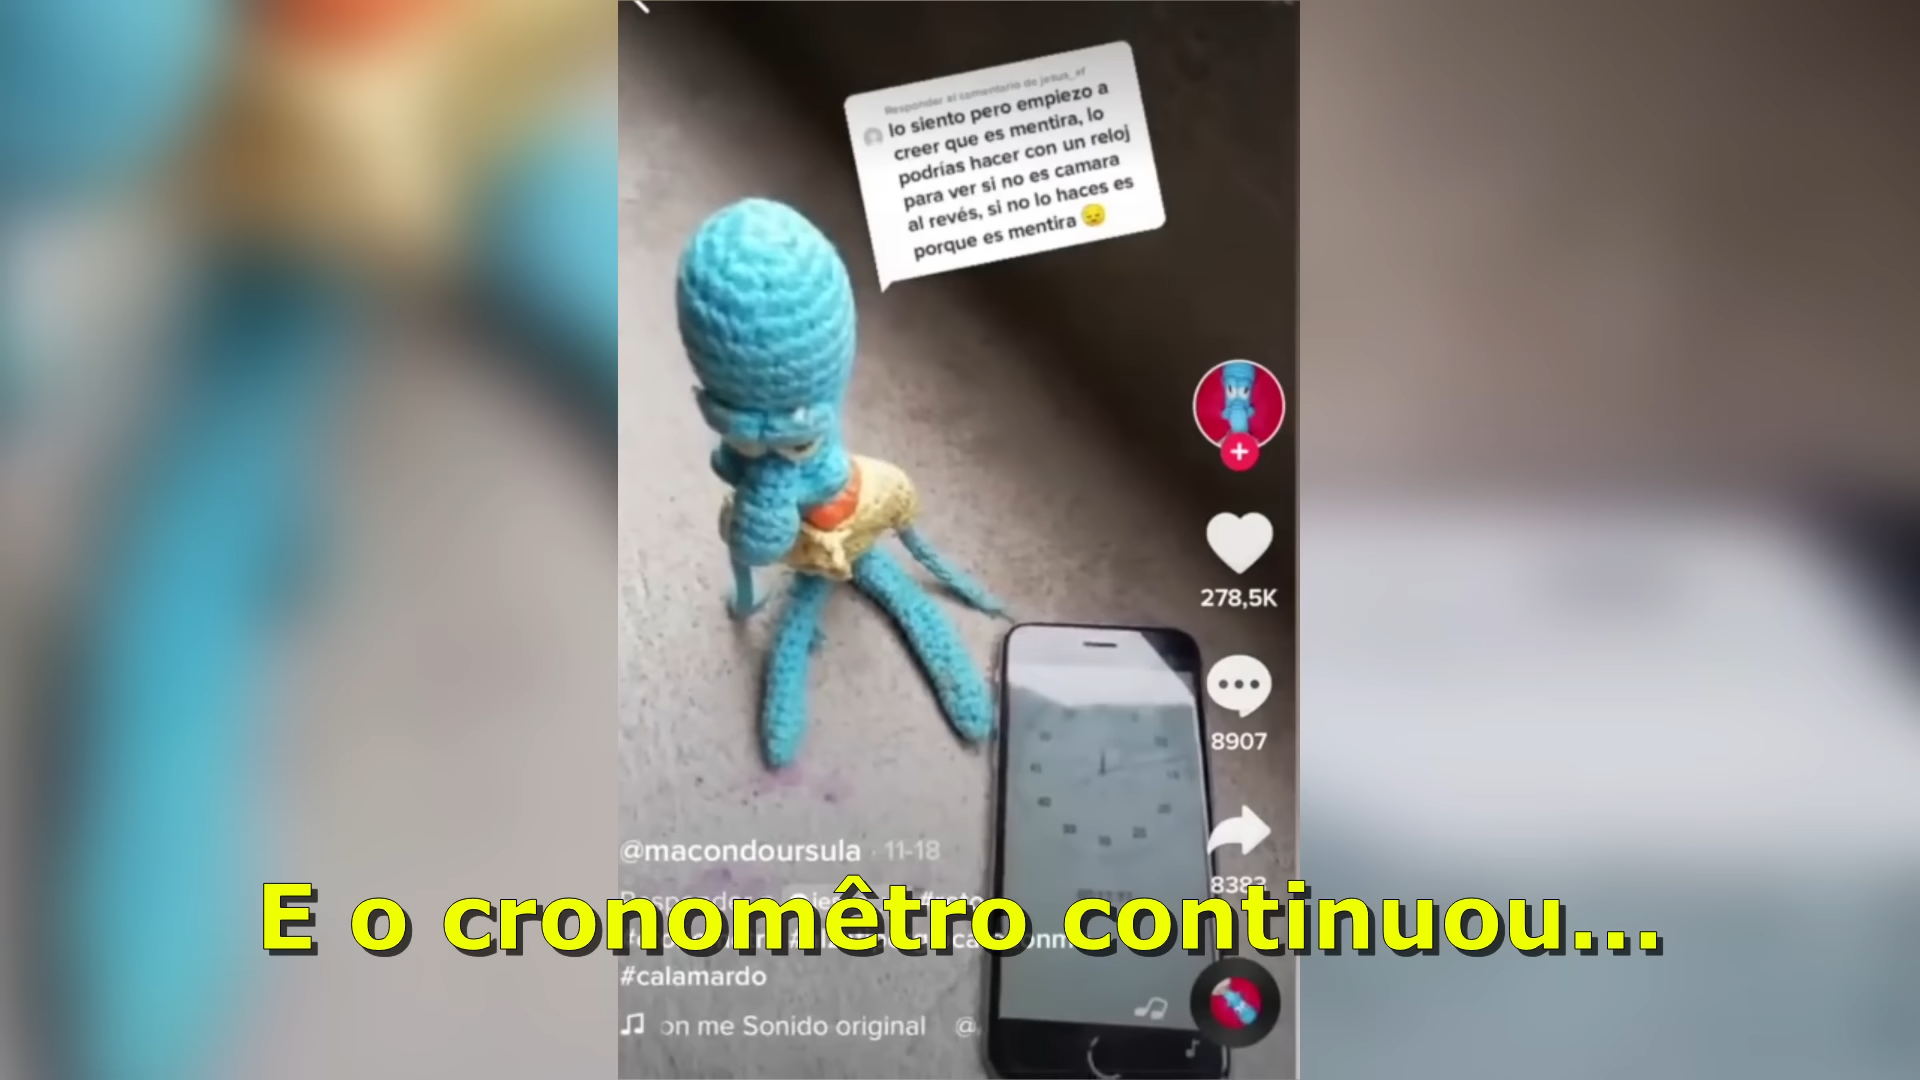 Responder al comentario de jesus_xf
lo siento pero empiezo a
creer que es mentira, lo
podrías hacer con un reloj
para ver si no es camara
al revés, si no lo haces es
porque es mentira 😞
278,5K
8907
@macondoursula · 11-18
8383
E o cronomêtro continuou...
#calamardo
on me Sonido original @